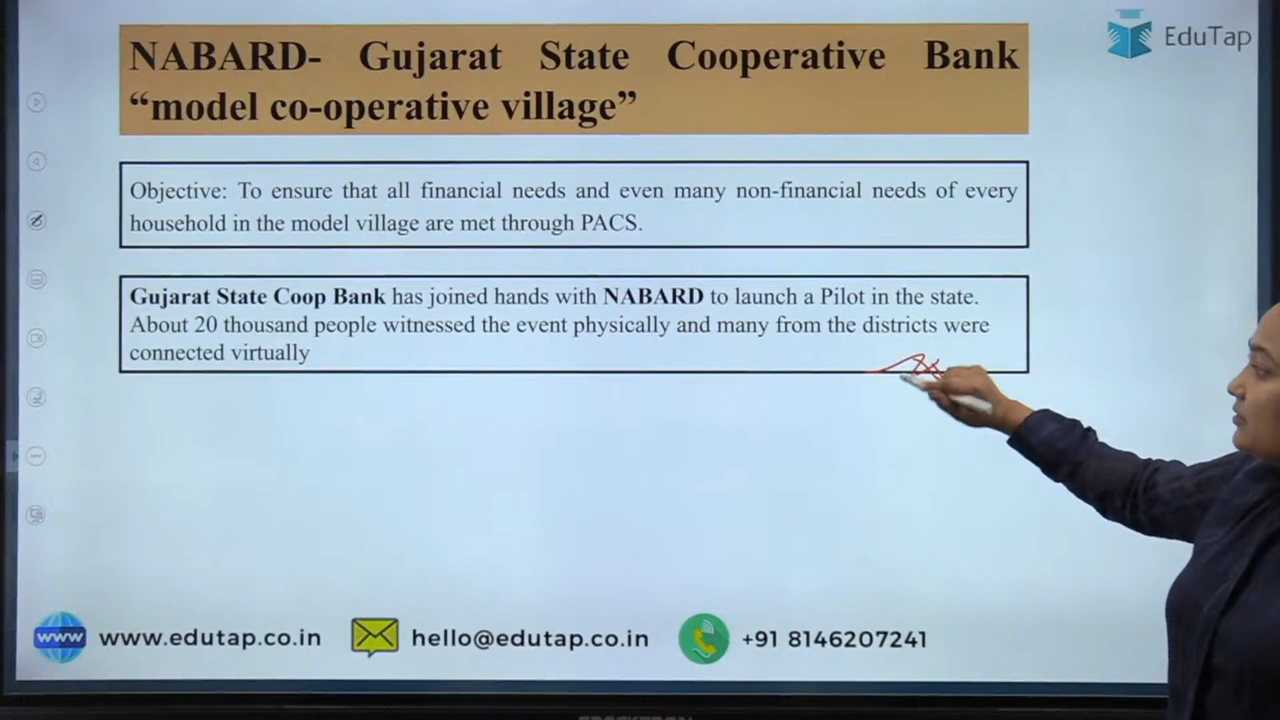 EduTap
NABARD- Gujarat State Cooperative Bank
“model co-operative village”
Objective: To ensure that all financial needs and even many non-financial needs of every
household in the model village are met through PACS.
Gujarat State Coop Bank has joined hands with NABARD to launch a Pilot in the state.
About 20 thousand people witnessed the event physically and many from the districts were
connected virtually
www www.edutap.co.in hello@edutap.co.in +91 8146207241